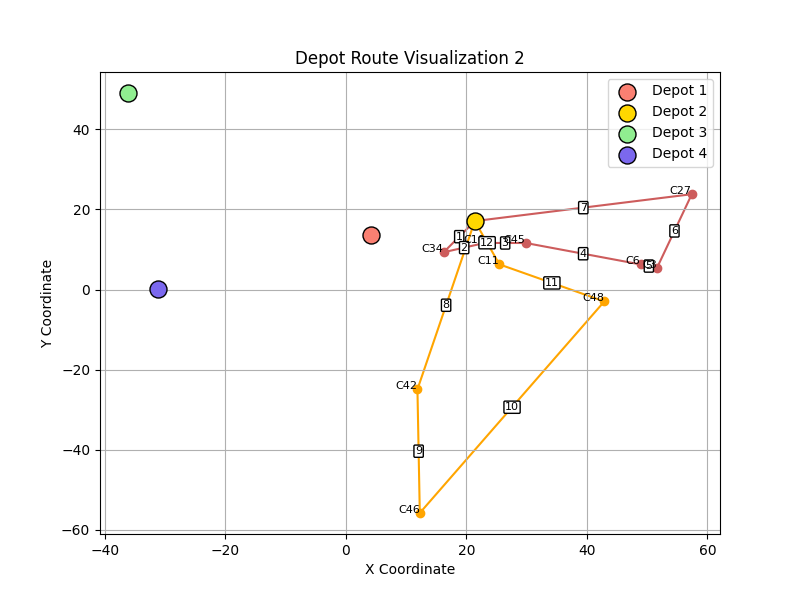 Depot Route Visualization 2
Depot 1
Depot 2
Depot 3
Depot 4
Y Coordinate
40
20
0
−20
−40
−60
−40
−20
0
20
40
60
X Coordinate
C27
7
6
C34
1
2
12
3
C45
4
C6
5
C11
11
C48
8
C42
10
9
C46